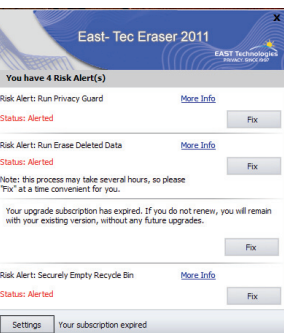 x
East- Tec Eraser 2011
EAST Technologies
PRIVACY SINCE 1997
You have 4 Risk Alert(s)
Risk Alert: Run Privacy Guard More Info
Status: Alerted
Fix
Risk Alert: Run Erase Deleted Data More Info
Status: Alerted
Fix
Note: this process may take several hours, so please
"Fix" at a time convenient for you.
Your upgrade subscription has expired. If you do not renew, you will remain
with your existing version, without any future upgrades.
Fix
Risk Alert: Securely Empty Recycle Bin More Info
Status: Alerted
Fix
Settings Your subscription expired